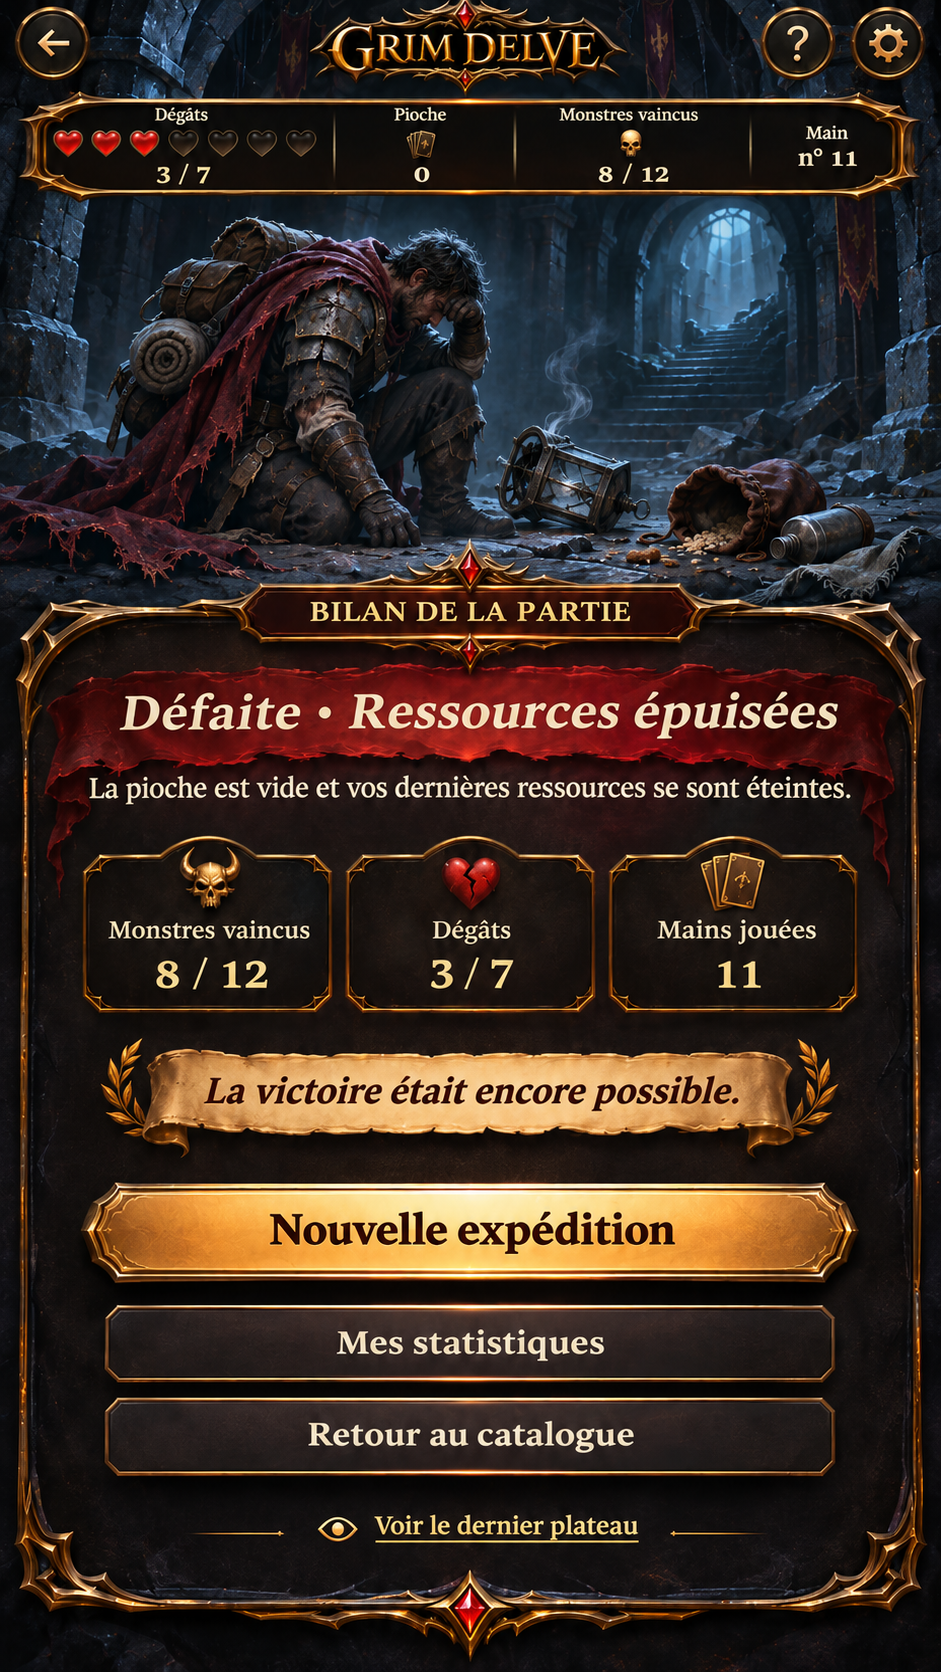 GRIM DELVE
?
Dégâts
3 / 7
Pioche
0
Monstres vaincus
8 / 12
Main
n° 11
BILAN DE LA PARTIE
Défaite • Ressources épuisées
La pioche est vide et vos dernières ressources se sont éteintes.
Monstres vaincus
8 / 12
Dégâts
3 / 7
Mains jouées
11
La victoire était encore possible.
Nouvelle expédition
Mes statistiques
Retour au catalogue
Voir le dernier plateau